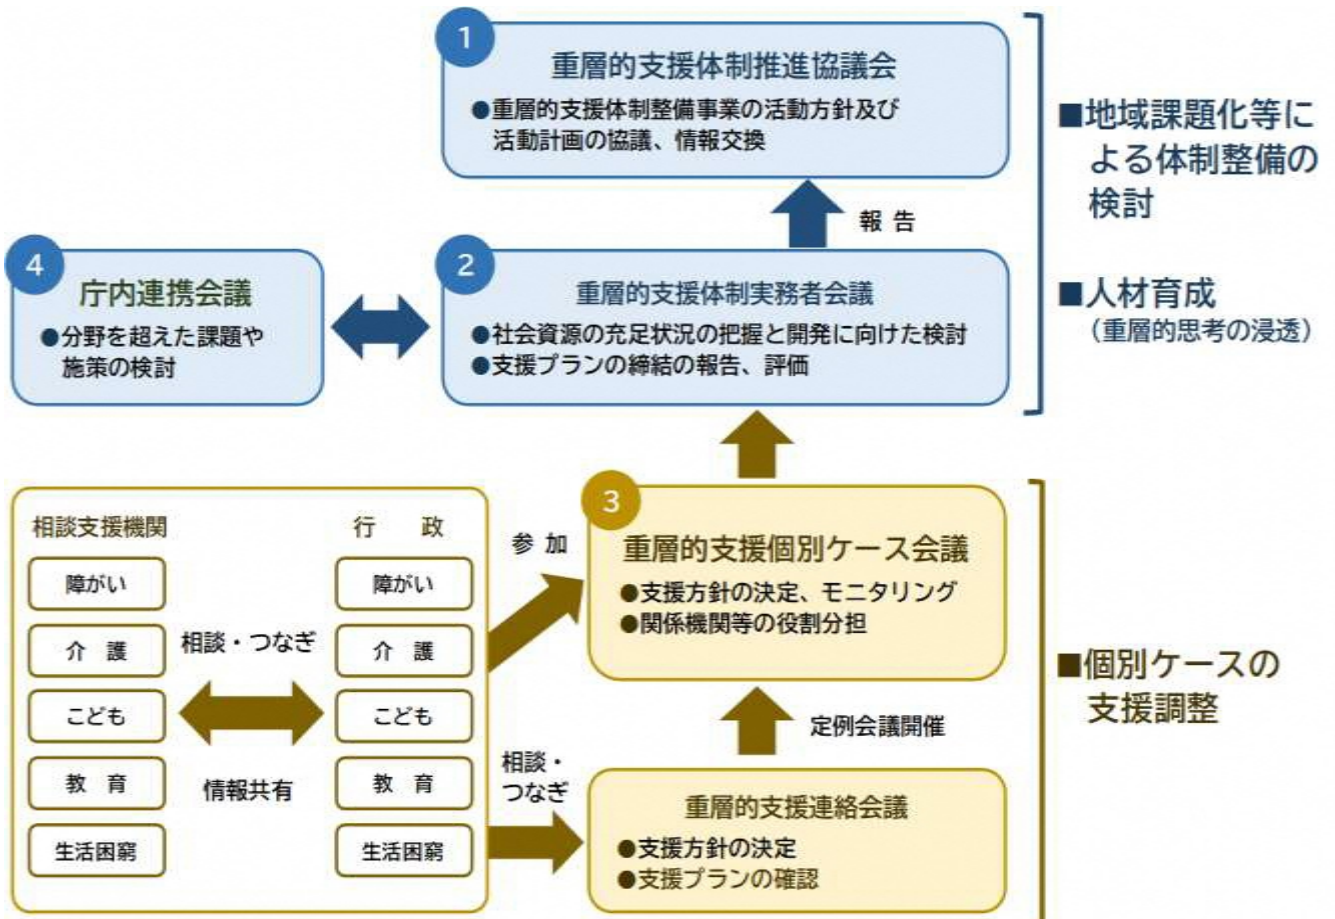 1
重層的支援体制推進協議会
●重層的支援体制整備事業の活動方針及び
活動計画の協議、情報交換
■地域課題化等に
よる体制整備の
検討
報 告
4
庁内連携会議
●分野を超えた課題や
施策の検討
2
重層的支援体制実務者会議
●社会資源の充足状況の把握と開発に向けた検討
●支援プランの締結の報告、評価
■人材育成
（重層的思考の浸透）
相談支援機関
障がい
介 護
こども
教 育
生活困窮
相談・つなぎ
情報共有
行 政
障がい
介 護
こども
教 育
生活困窮
参 加
3
重層的支援個別ケース会議
●支援方針の決定、モニタリング
●関係機関等の役割分担
定例会議開催
相談・
つなぎ
重層的支援連絡会議
●支援方針の決定
●支援プランの確認
■個別ケースの
支援調整